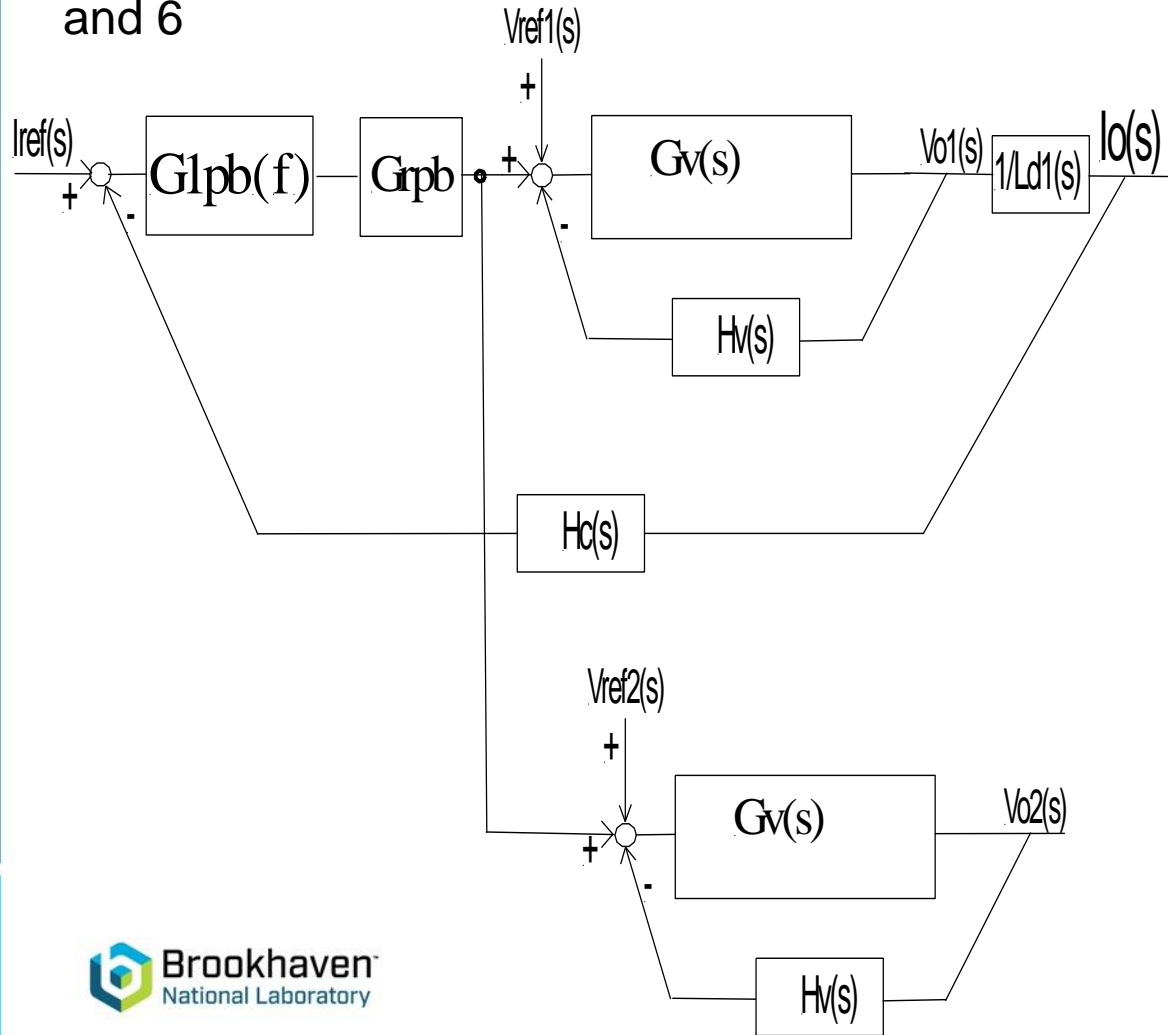 and 6
Vref1(s)
+
Iref(s)
+
-
Glpb(f)
Grpb
+
-
Gv(s)
Vo1(s)
1/Ld1(s)
Io(s)
Hv(s)
Hc(s)
Vref2(s)
+
+
-
Gv(s)
Vo2(s)
Hv(s)
Brookhaven™
National Laboratory